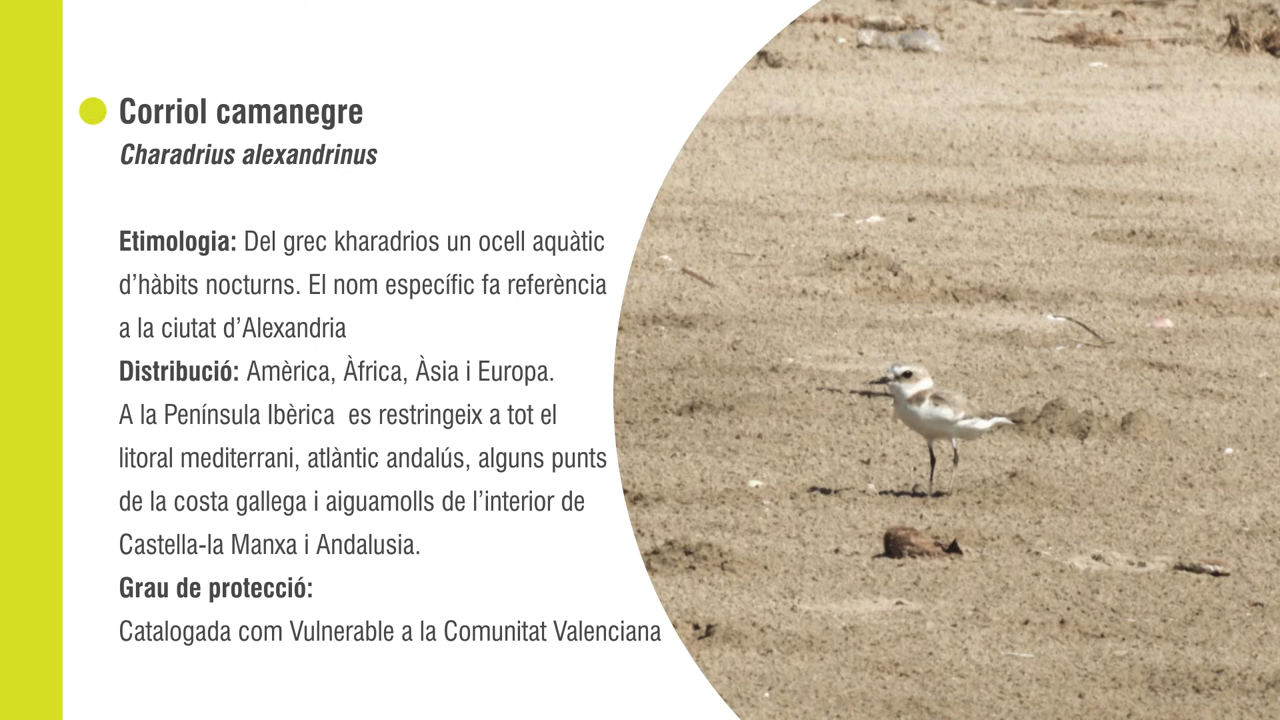 Corriol camanegre
Charadrius alexandrinus
Etimologia: Del grec kharadrios un ocell aquàtic
d’hàbits nocturns. El nom específic fa referència
a la ciutat d’Alexandria
Distribució: Amèrica, Àfrica, Àsia i Europa.
A la Península Ibèrica  es restringeix a tot el
litoral mediterrani, atlàntic andalús, alguns punts
de la costa gallega i aiguamolls de l’interior de
Castella-la Manxa i Andalusia.
Grau de protecció:
Catalogada com Vulnerable a la Comunitat Valenciana